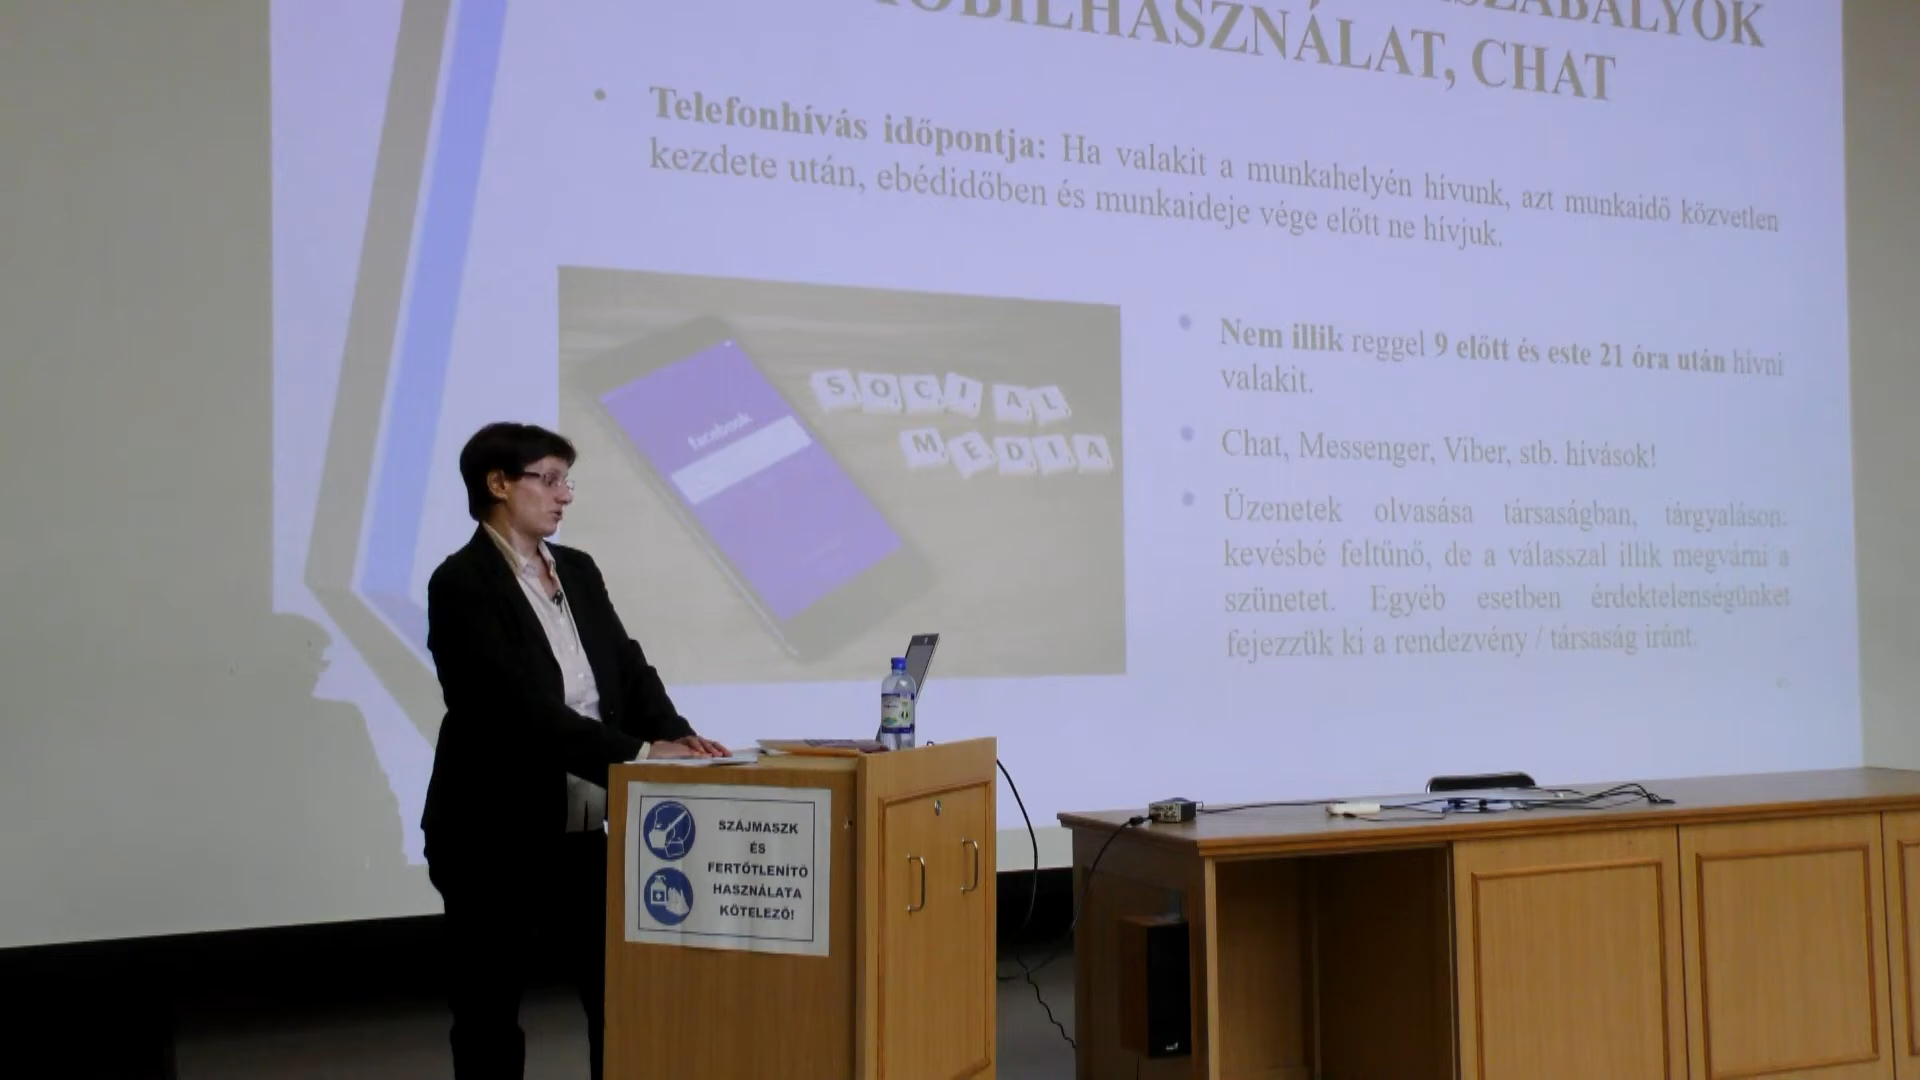 SZABÁLYOK
MOBILHASZNÁLAT, CHAT
• Telefonhívás időpontja: Ha valakit a munkahelyén hívunk, azt munkaidő közvetlen
kezdete után, ebédidőben és munkaideje vége előtt ne hívjuk.
SOCIAL
MEDIA
facebook
• Nem illik reggel 9 előtt és este 21 óra után hívni
valakit.
• Chat, Messenger, Viber, stb. hívások!
• Üzenetek olvasása társaságban, tárgyaláson:
kevésbé feltűnő, de a válasszal illik megvárni a
szünetet. Egyéb esetben érdektelenségünket
fejezzük ki a rendezvény / társaság iránt.
SZÁJMASZK
ÉS
FERTŐTLENÍTŐ
HASZNÁLATA
KÖTELEZŐ!